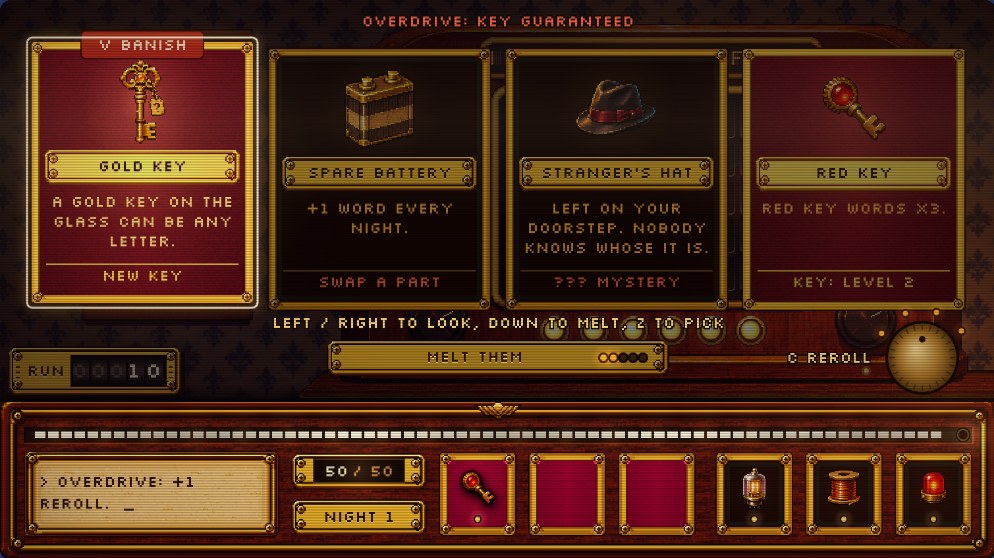 OVERDRIVE: KEY GUARANTEED
V BANISH
GOLD KEY
A GOLD KEY ON THE
GLASS CAN BE ANY
LETTER.
NEW KEY
SPARE BATTERY
+1 WORD EVERY
NIGHT.
SWAP A PART
STRANGER'S HAT
LEFT ON YOUR
DOORSTEP. NOBODY
KNOWS WHOSE IT IS.
??? MYSTERY
RED KEY
RED KEY WORDS X3.
KEY: LEVEL 2
LEFT / RIGHT TO LOOK, DOWN TO MELT, Z TO PICK
RUN 00010
MELT THEM
C REROLL
> OVERDRIVE: +1
REROLL. _
50 / 50
NIGHT 1